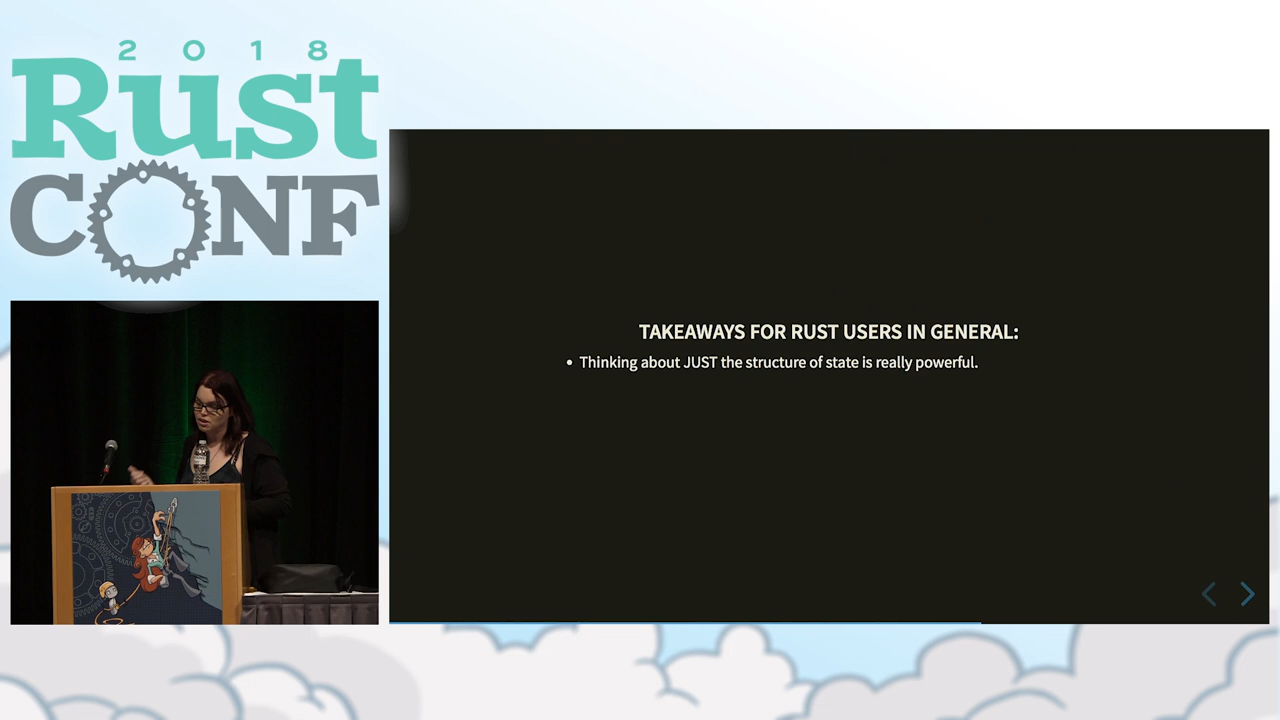 2018
Rust
CONF
TAKEAWAYS FOR RUST USERS IN GENERAL:
• Thinking about JUST the structure of state is really powerful.